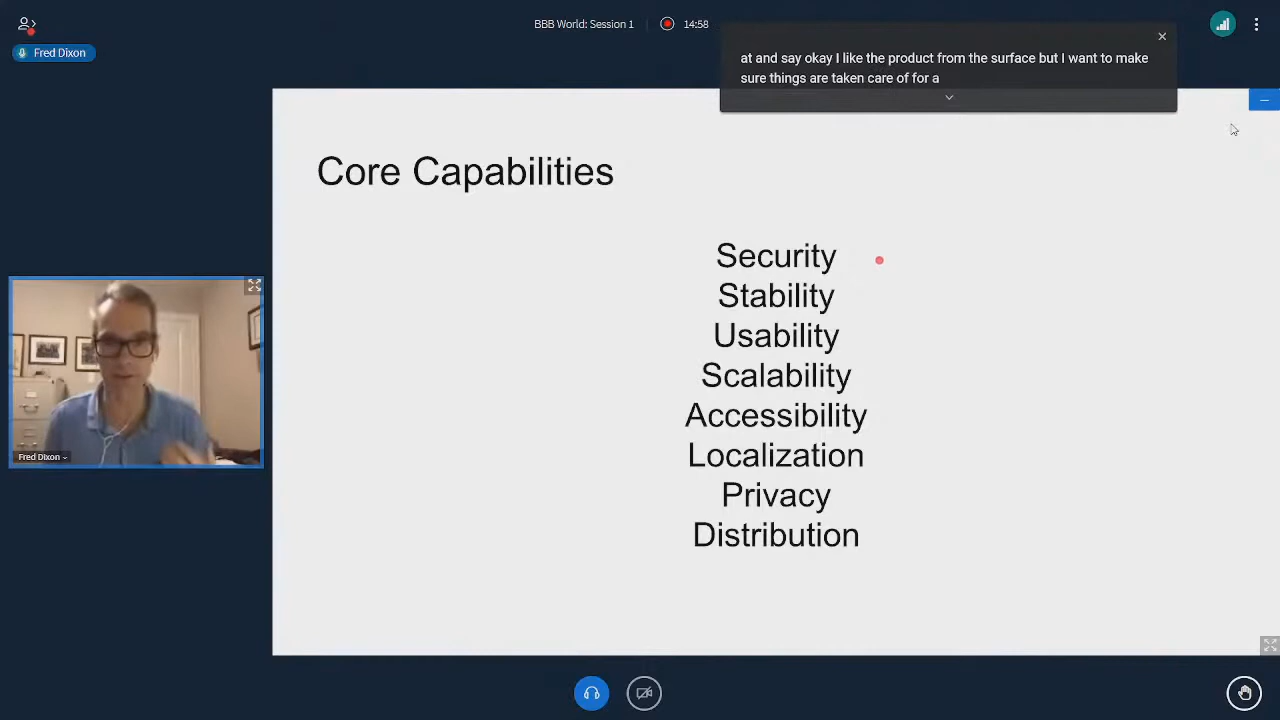 BBB World: Session 1
14:58
Fred Dixon
at and say okay I like the product from the surface but I want to make
sure things are taken care of for a
Core Capabilities
Security
Stability
Usability
Scalability
Accessibility
Localization
Privacy
Distribution
Fred Dixon